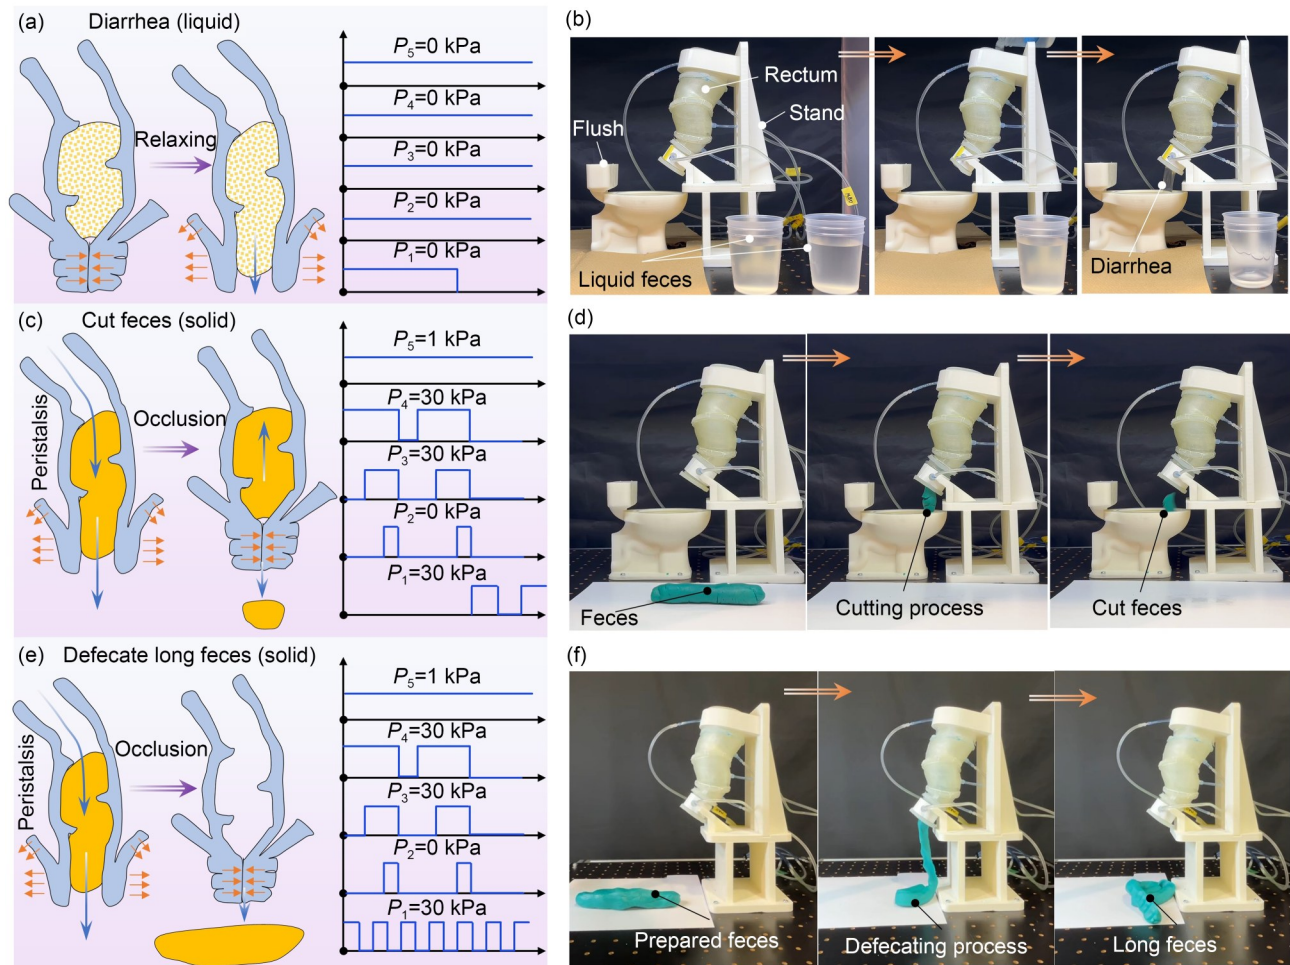 (a) Diarrhea (liquid)
Relaxing
P5=0 kPa
P4=0 kPa
P3=0 kPa
P2=0 kPa
P1=0 kPa
(b)
Rectum
Stand
Flush
Liquid feces
Diarrhea
(c) Cut feces (solid)
Peristalsis
Occlusion
P5=1 kPa
P4=30 kPa
P3=30 kPa
P2=0 kPa
P1=30 kPa
(d)
Feces
Cutting process
Cut feces
(e) Defecate long feces (solid)
Peristalsis
Occlusion
P5=1 kPa
P4=30 kPa
P3=30 kPa
P2=0 kPa
P1=30 kPa
(f)
Prepared feces
Defecating process
Long feces